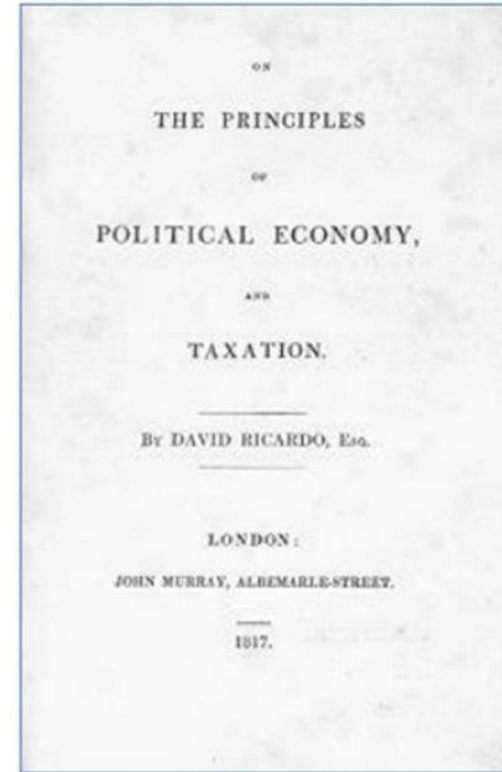 ON
THE PRINCIPLES
OF
POLITICAL ECONOMY,
AND
TAXATION.
BY DAVID RICARDO, ESQ.
LONDON:
JOHN MURRAY, ALBEMARLE-STREET.
1817.